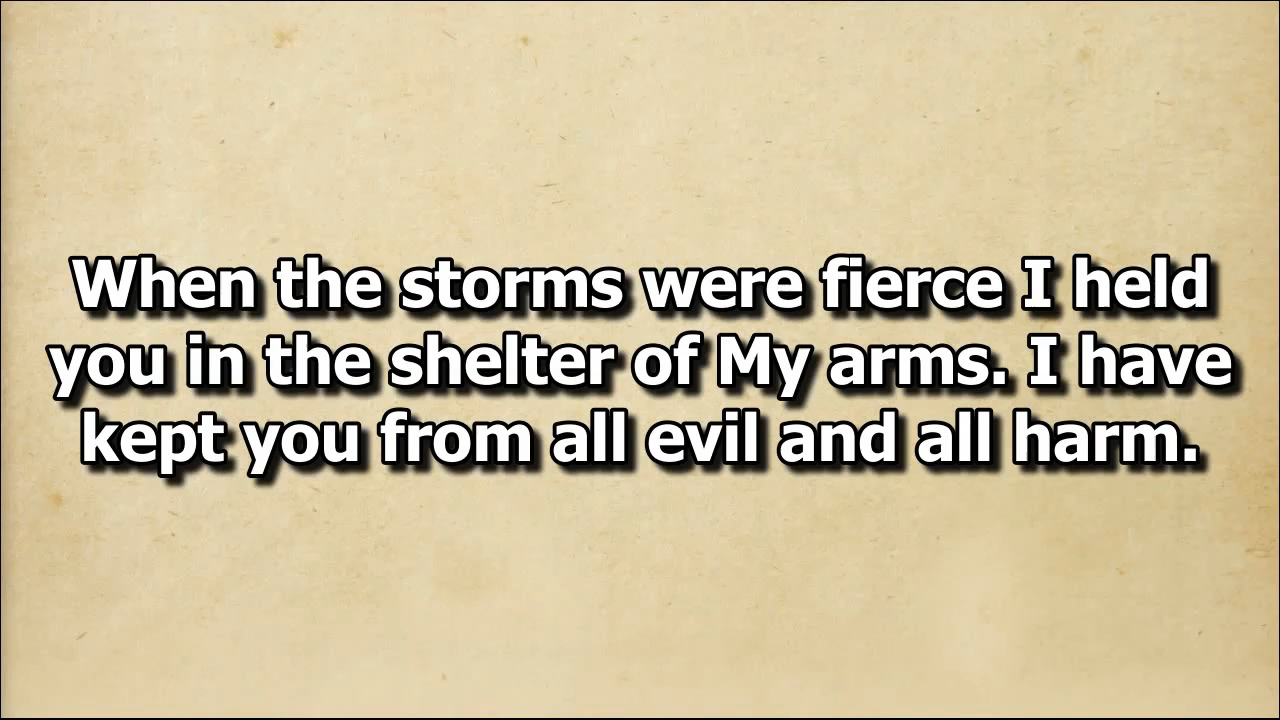 When the storms were fierce I held
you in the shelter of My arms. I have
kept you from all evil and all harm.